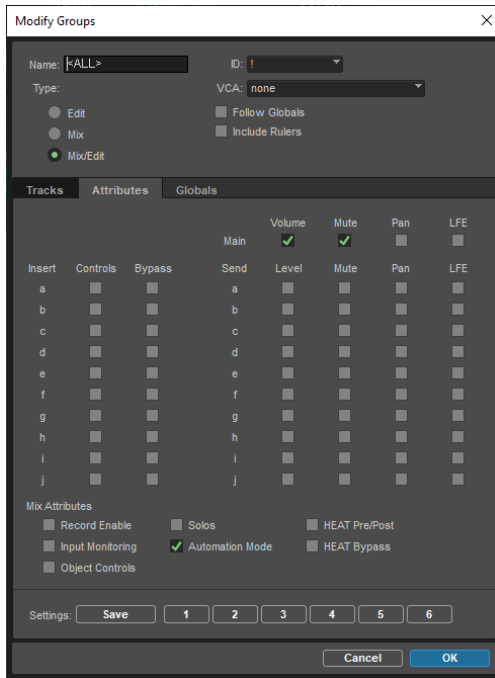 Modify Groups
Name: <ALL> ID: !
Type: VCA: none
Edit Follow Globals
Mix Include Rulers
Mix/Edit
Tracks Attributes Globals
Volume Mute Pan LFE
Main
Insert Controls Bypass Send Level Mute Pan LFE
a a
b b
c c
d d
e e
f f
g g
h h
i i
j j
Mix Attributes
Record Enable Solos HEAT Pre/Post
Input Monitoring Automation Mode HEAT Bypass
Object Controls
Settings: Save 1 2 3 4 5 6
Cancel OK